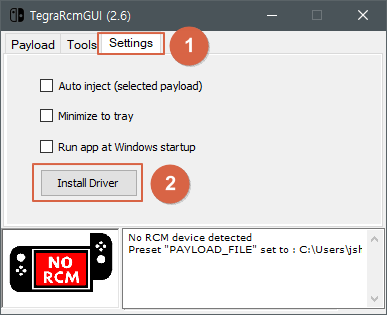 TegraRcmGUI (2.6)
Payload Tools Settings
1
Auto inject (selected payload)
Minimize to tray
Run app at Windows startup
Install Driver
2
NO
RCM
No RCM device detected
Preset "PAYLOAD_FILE" set to : C:\Users\jsh